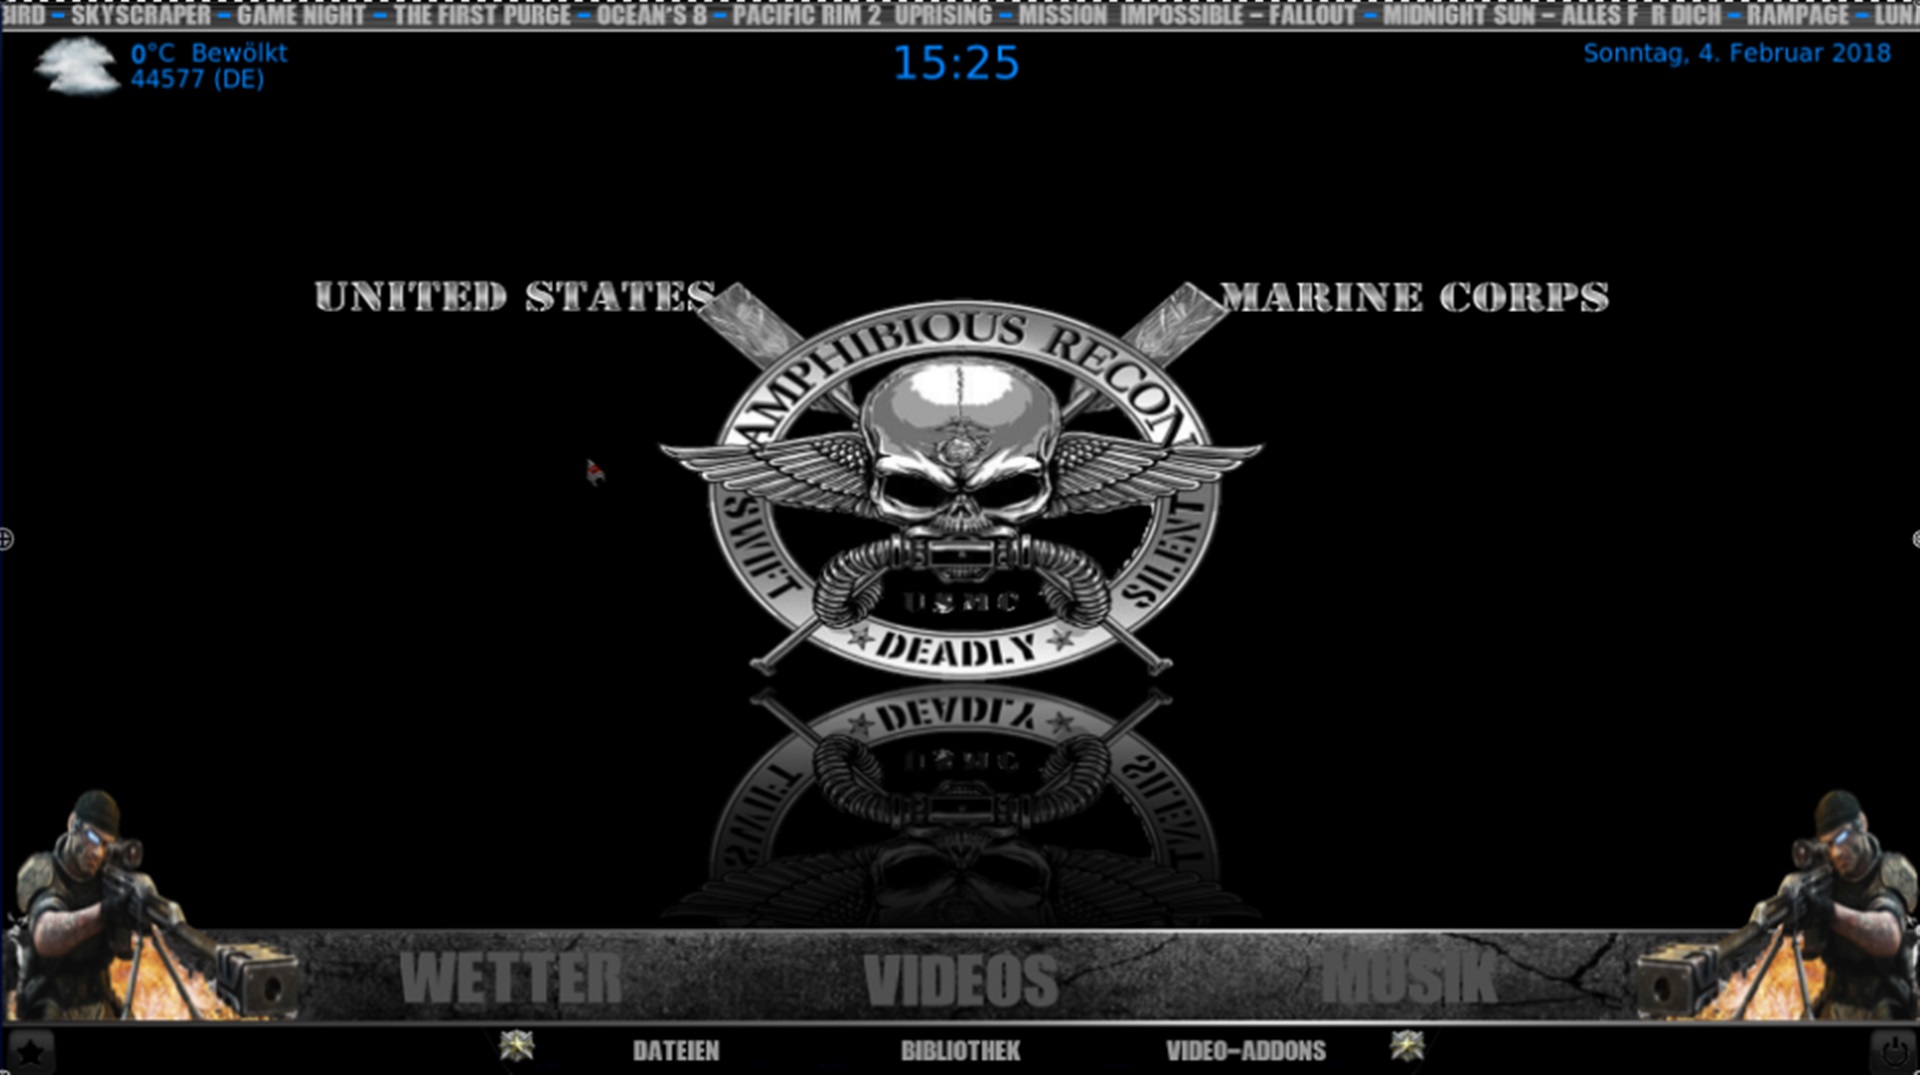 HRD – SKYSCRAPER – GAME NIGHT – THE FIRST PURGE – OCEAN'S 8 – PACIFIC RIM 2 UPRISING – MISSION IMPOSSIBLE – FALLOUT – MIDNIGHT SUN – ALLES F R DICH – RAMPAGE – LUNA
0°C Bewölkt
44577 (DE)
15:25
Sonntag, 4. Februar 2018
UNITED STATES
MARINE CORPS
AMPHIBIOUS RECON
SWIFT
SILENT
USMC
DEADLY
WETTER
VIDEOS
MUSIK
DATEIEN
BIBLIOTHEK
VIDEO-ADDONS